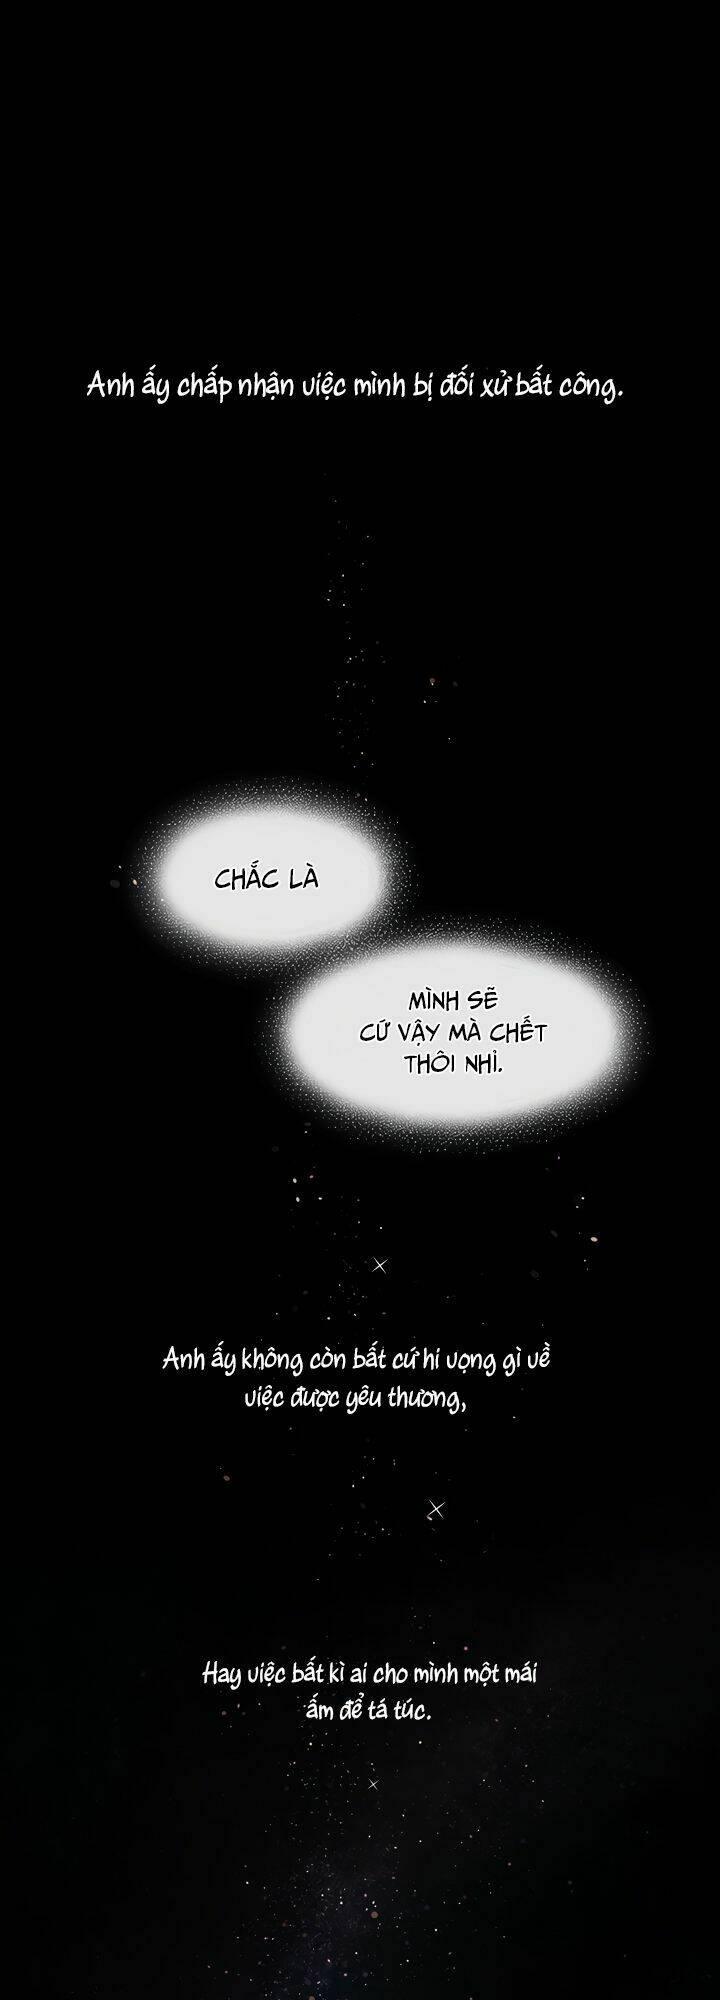 Anh ấy chấp nhận việc mình bị đối xử bất công.
CHẮC LÀ
MÌNH SẼ
CỨ VẬY MÀ CHẾT
THÔI NHỈ.
Anh ấy không còn bất cứ hi vọng gì về
việc được yêu thương,
Hay việc bất kì ai cho mình một mái
ấm để tá túc.